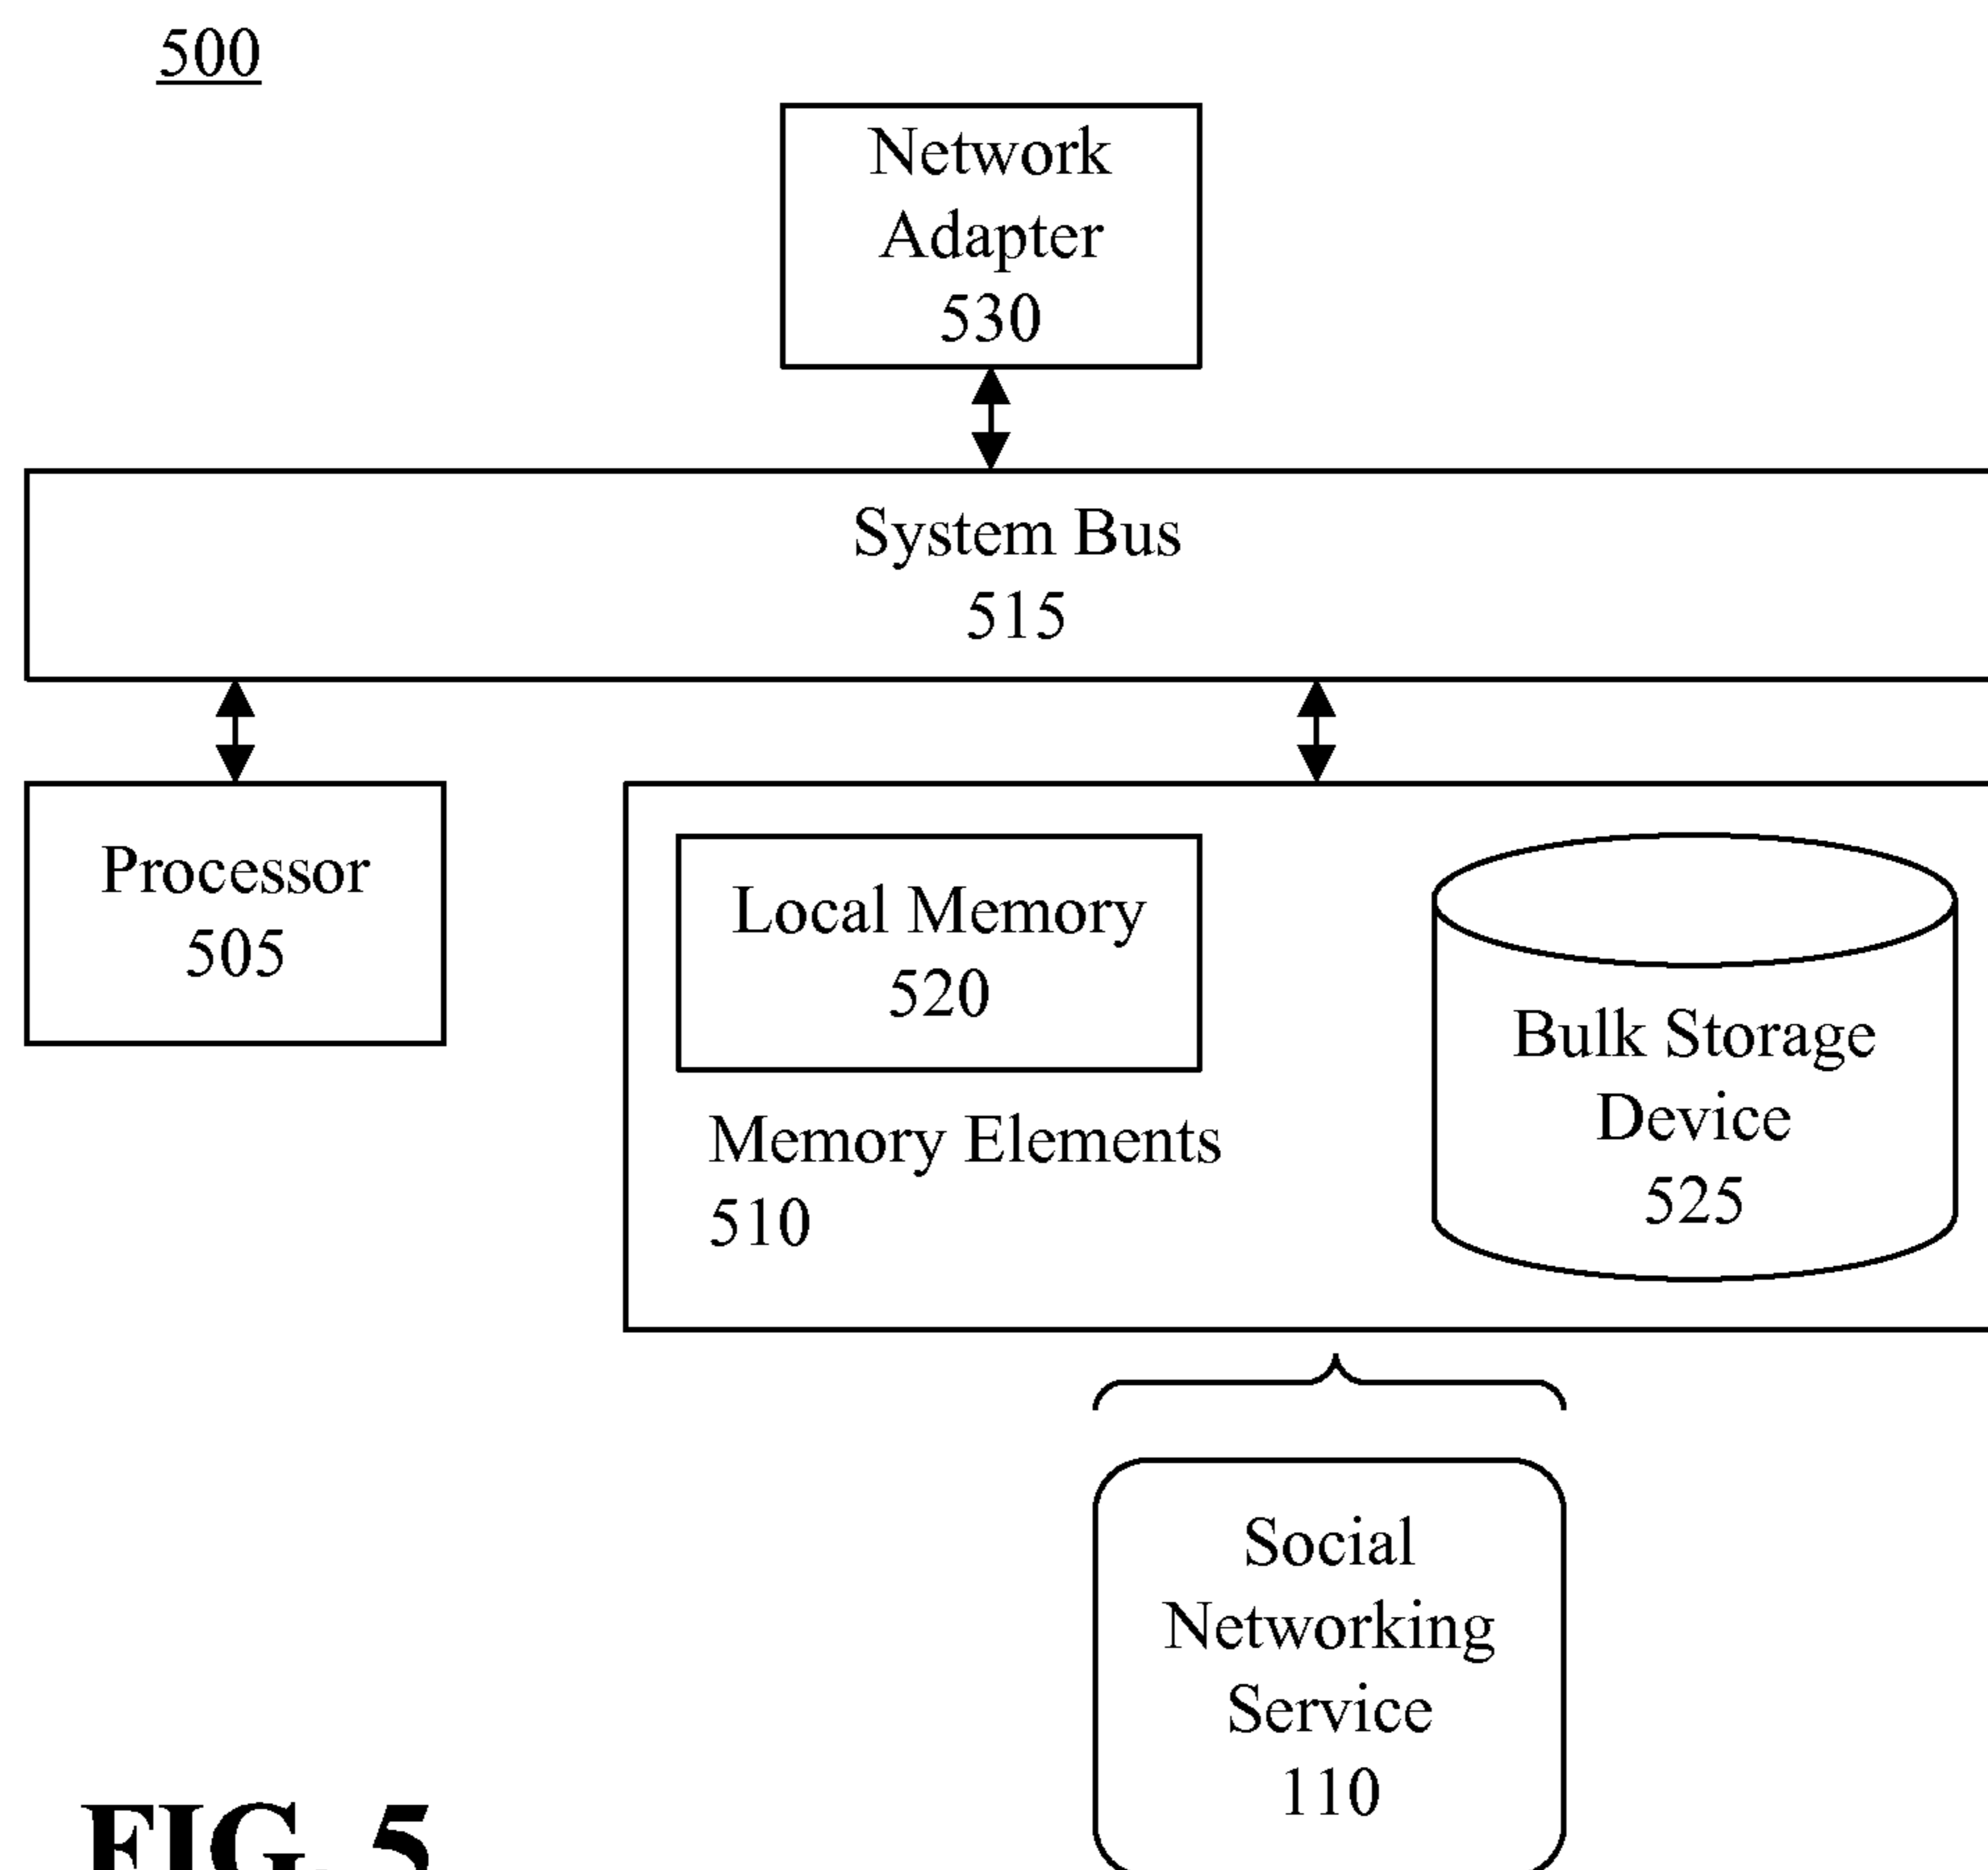 500
Network
Adapter
530
System Bus
515
Processor
505
Local Memory
520
Memory Elements
510
Bulk Storage
Device
525
Social
Networking
Service
110
FIG. 5